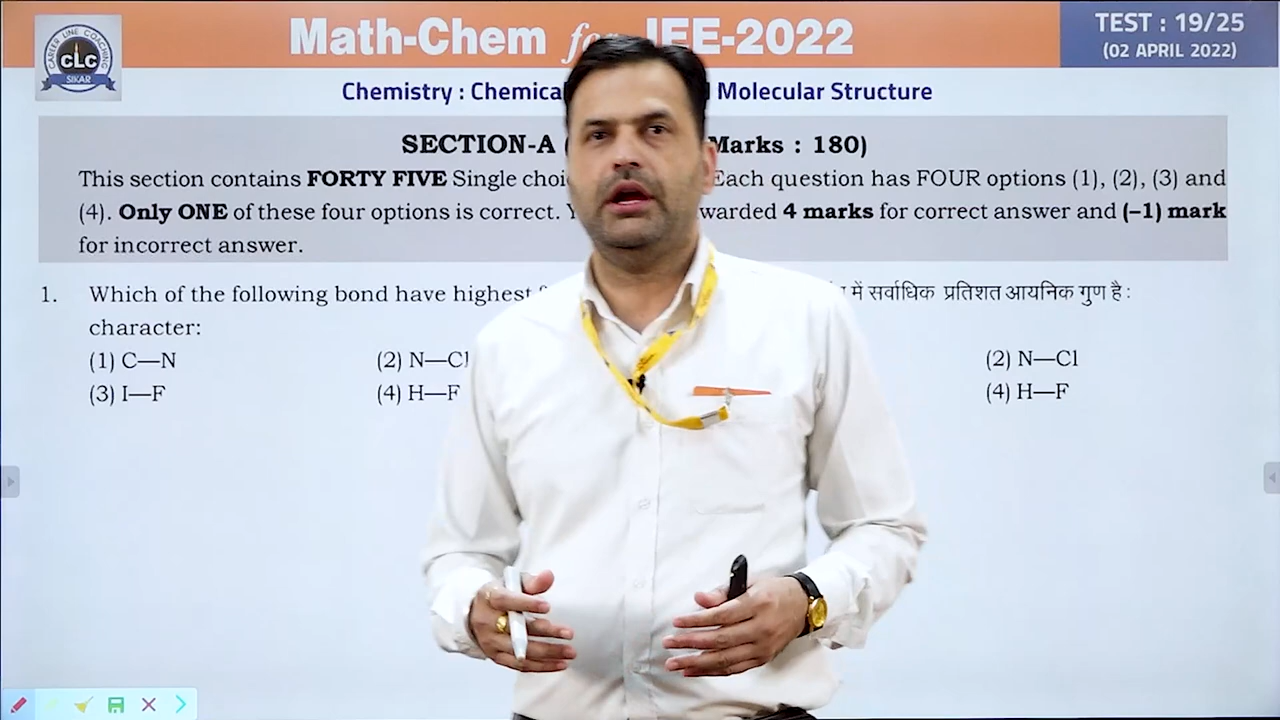 Math-Chem for JEE-2022
TEST : 19/25
(02 APRIL 2022)
CAREER LINE COACHING
CLC
SIKAR
Chemistry : Chemical Molecular Structure
SECTION-A ( Marks : 180)
This section contains FORTY FIVE Single Each question has FOUR options (1), (2), (3) and
(4). Only ONE of these four options is correct. 4 marks for correct answer and (–1) mark
for incorrect answer.
1. Which of the following bond have highest में सर्वाधिक प्रतिशत आयनिक गुण है :
character:
(1) C—N (2) N—Cl (2) N—Cl
(3) I—F (4) H—F (4) H—F